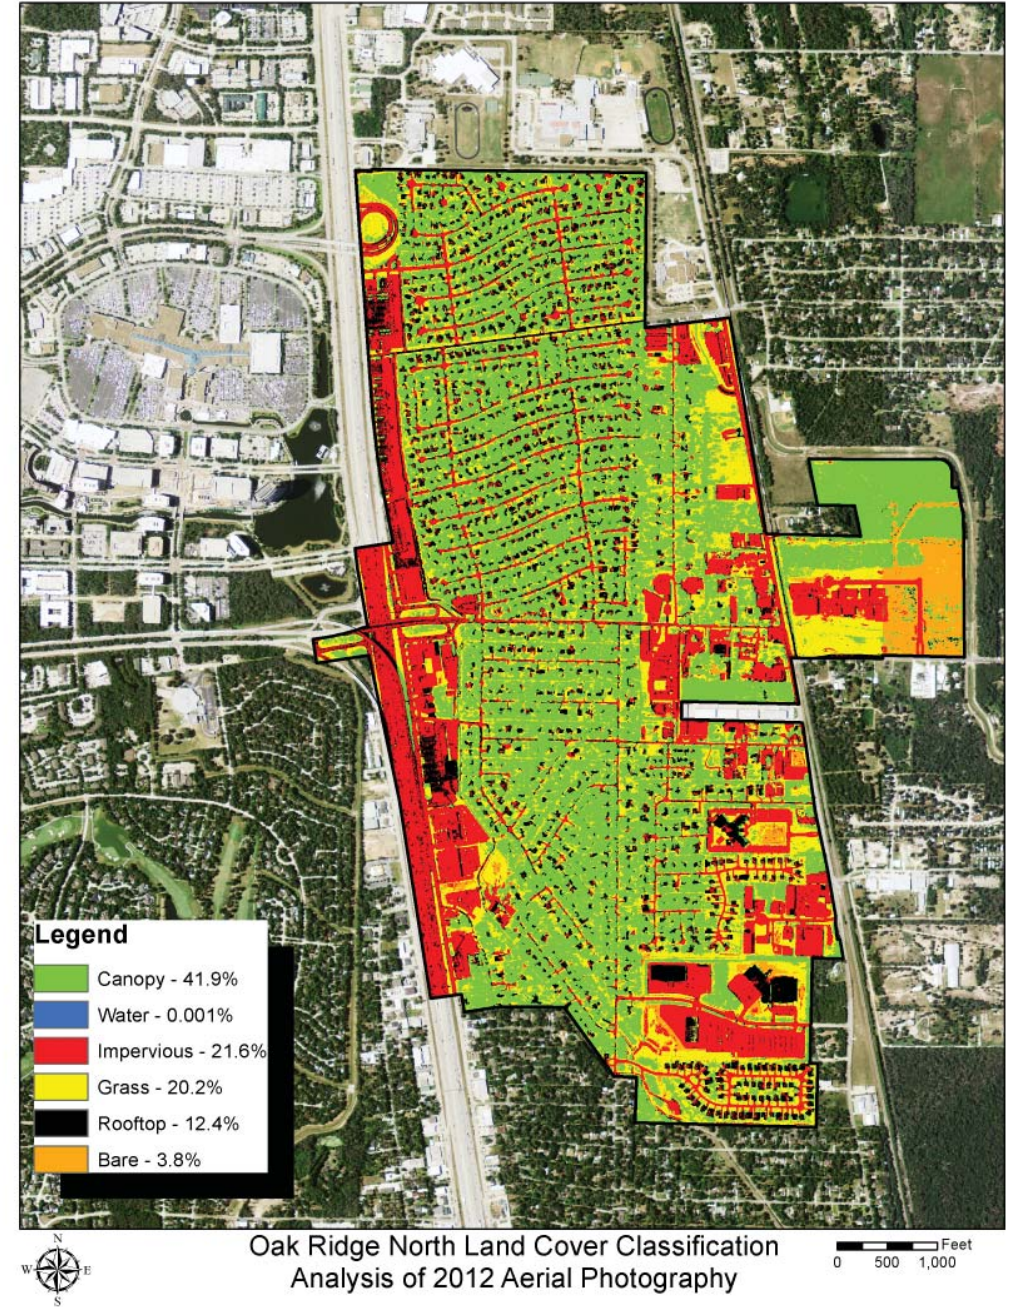 Legend
Canopy - 41.9%
Water - 0.001%
Impervious - 21.6%
Grass - 20.2%
Rooftop - 12.4%
Bare - 3.8%
N
W E
S
Oak Ridge North Land Cover Classification
Analysis of 2012 Aerial Photography
Feet
0 500 1,000